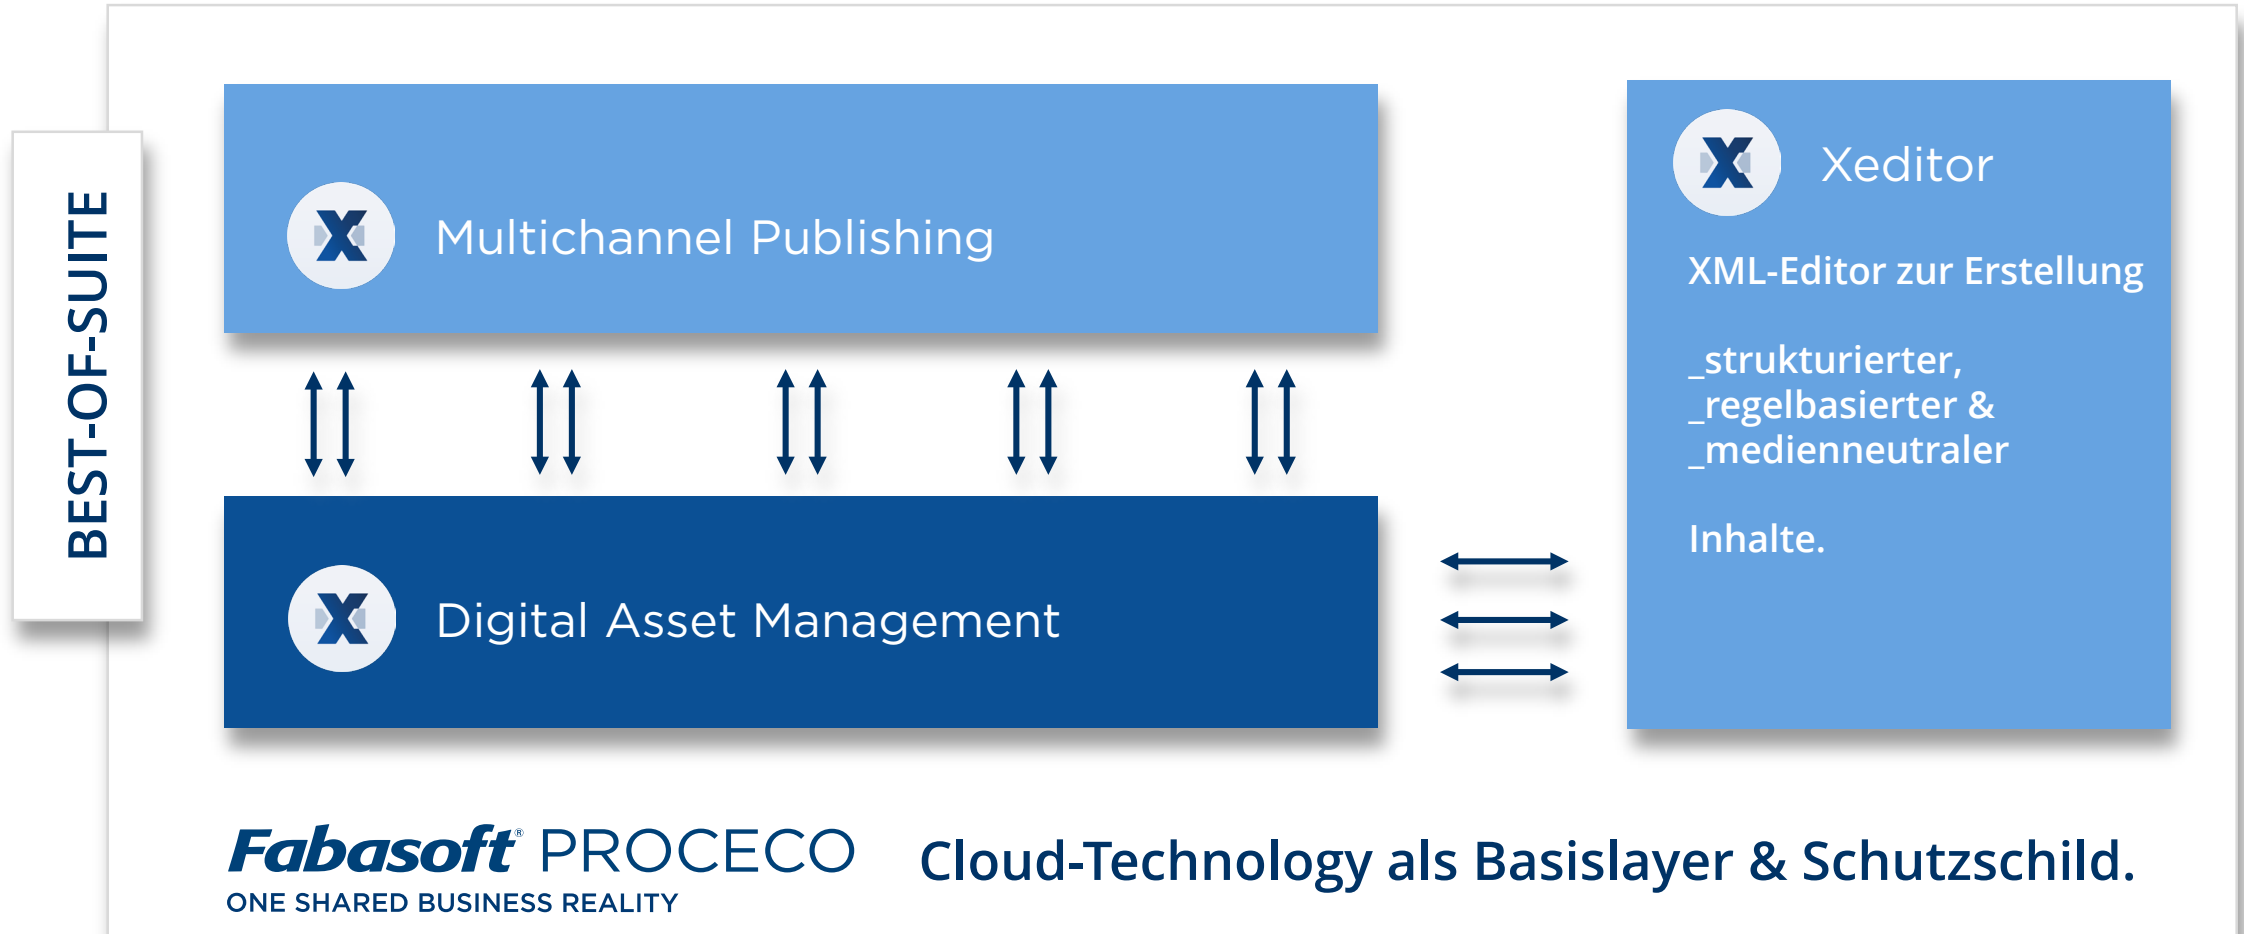 BEST-OF-SUITE
Multichannel Publishing
Digital Asset Management
Xeditor
XML-Editor zur Erstellung
_strukturierter,
_regelbasierter &
_medienneutraler
Inhalte.
Fabasoft® PROCECO
ONE SHARED BUSINESS REALITY
Cloud-Technology als Basislayer & Schutzschild.